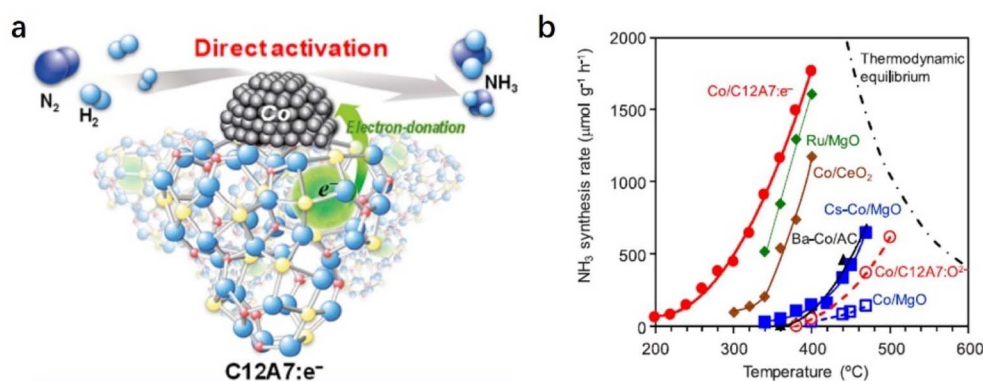 a
Direct activation
N₂
H₂
NH₃
Co
Electron-donation
e⁻
C12A7:e⁻
b
NH₃ synthesis rate (μmol g⁻¹ h⁻¹)
2000
1500
1000
500
0
Thermodynamic
equilibrium
Co/C12A7:e⁻
Ru/MgO
Co/CeO₂
Cs-Co/MgO
Ba-Co/AC
Co/C12A7:O²⁻
Co/MgO
200
300
400
500
600
Temperature (ºC)